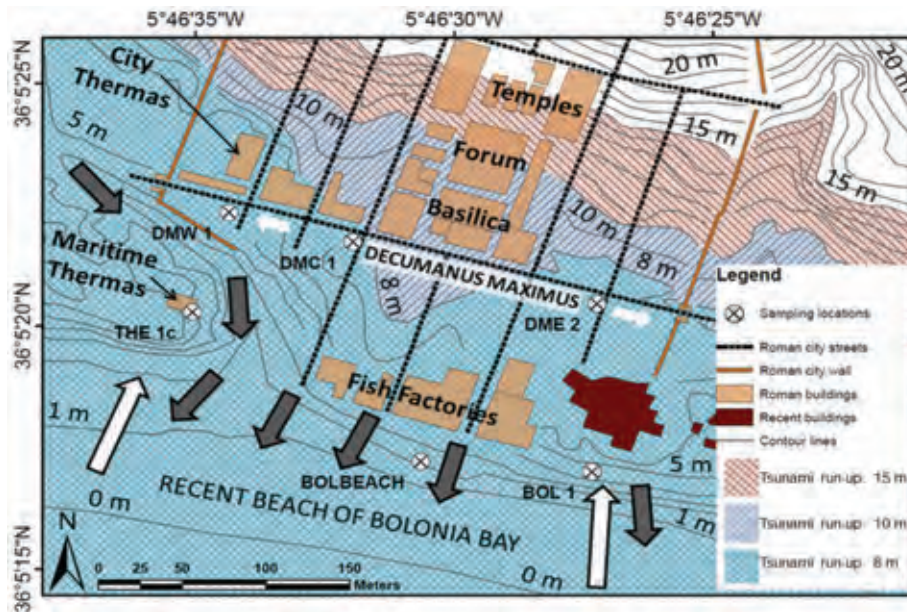 5°46'35"W
5°46'30"W
5°46'25"W
36°5'25"N
36°5'20"N
36°5'15"N
City
Thermas
5 m
10 m
Temples
20 m
20 m
15 m
15 m
Forum
Basilica
10 m
8 m
DMW 1
DMC 1
DECUMANUS MAXIMUS
Maritime
Thermas
8 m
DME 2
THE 1c
Fish Factories
1 m
BOLBEACH
BOL 1
5 m
0 m
RECENT BEACH OF BOLONIA BAY
1 m
0 m
N
0 25 50 100 150
Meters
Legend
Sampling locations
Roman city streets
Roman city wall
Roman buildings
Recent buildings
Contour lines
Tsunami run-up: 15 m
Tsunami run-up: 10 m
Tsunami run-up: 8 m